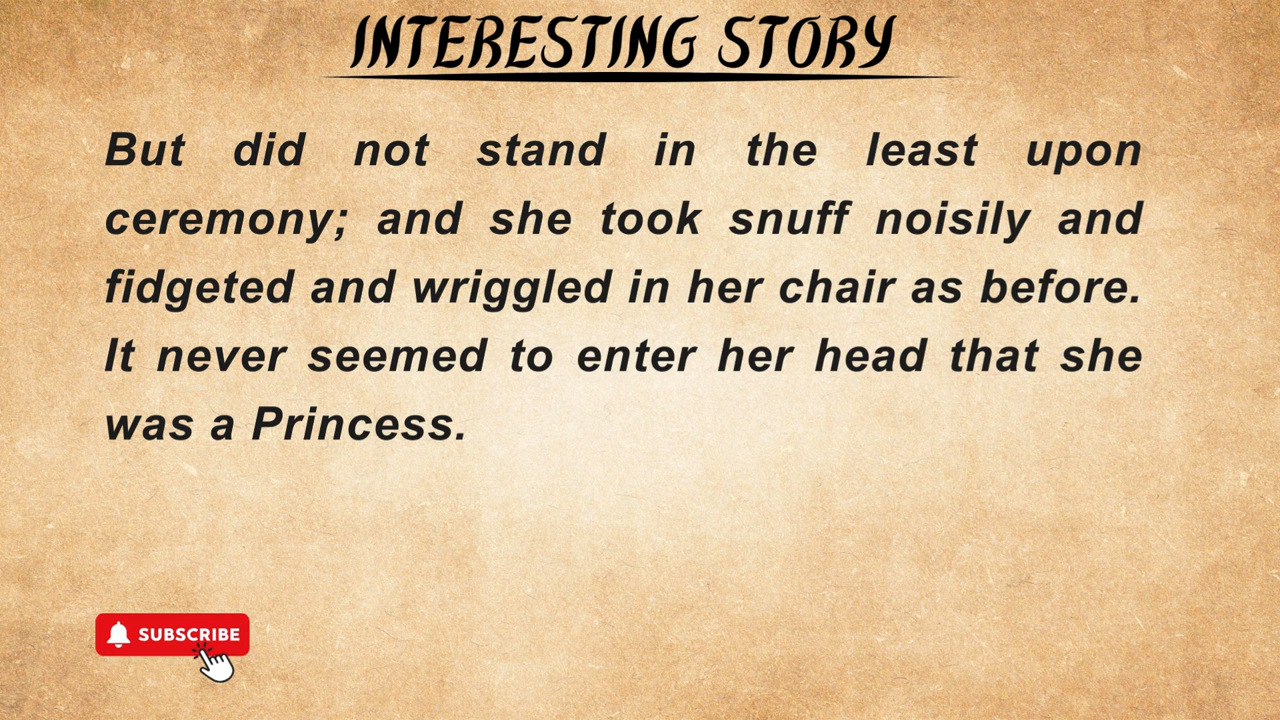 INTERESTING STORY
But did not stand in the least upon
ceremony; and she took snuff noisily and
fidgeted and wriggled in her chair as before.
It never seemed to enter her head that she
was a Princess.
SUBSCRIBE